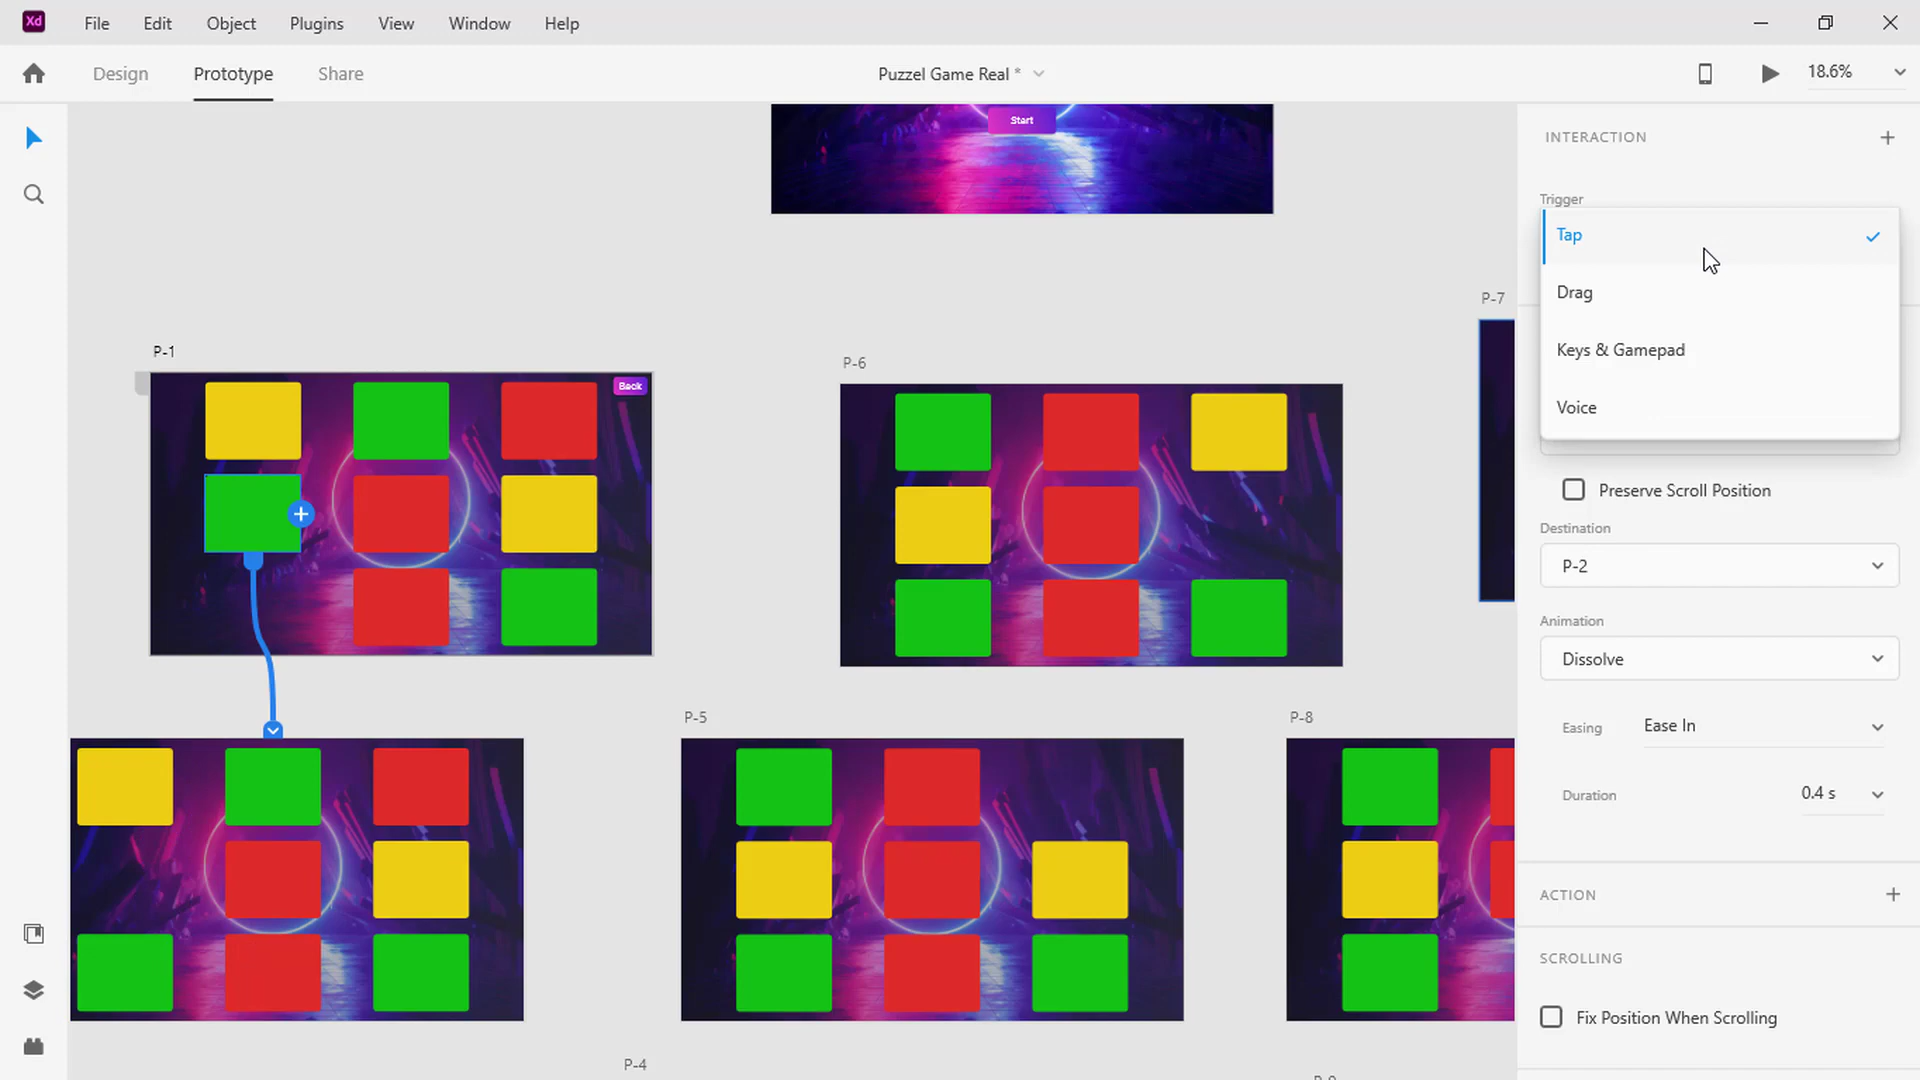 Xd File Edit Object Plugins View Window Help
Design Prototype Share Puzzel Game Real * 18.6%
Start
INTERACTION
Trigger
Tap
Drag
Keys & Gamepad
Voice
Preserve Scroll Position
Destination
P-2
Animation
Dissolve
Easing Ease In
Duration 0.4 s
ACTION
SCROLLING
Fix Position When Scrolling
P-1
Back
P-6
P-7
P-5
P-8
P-4